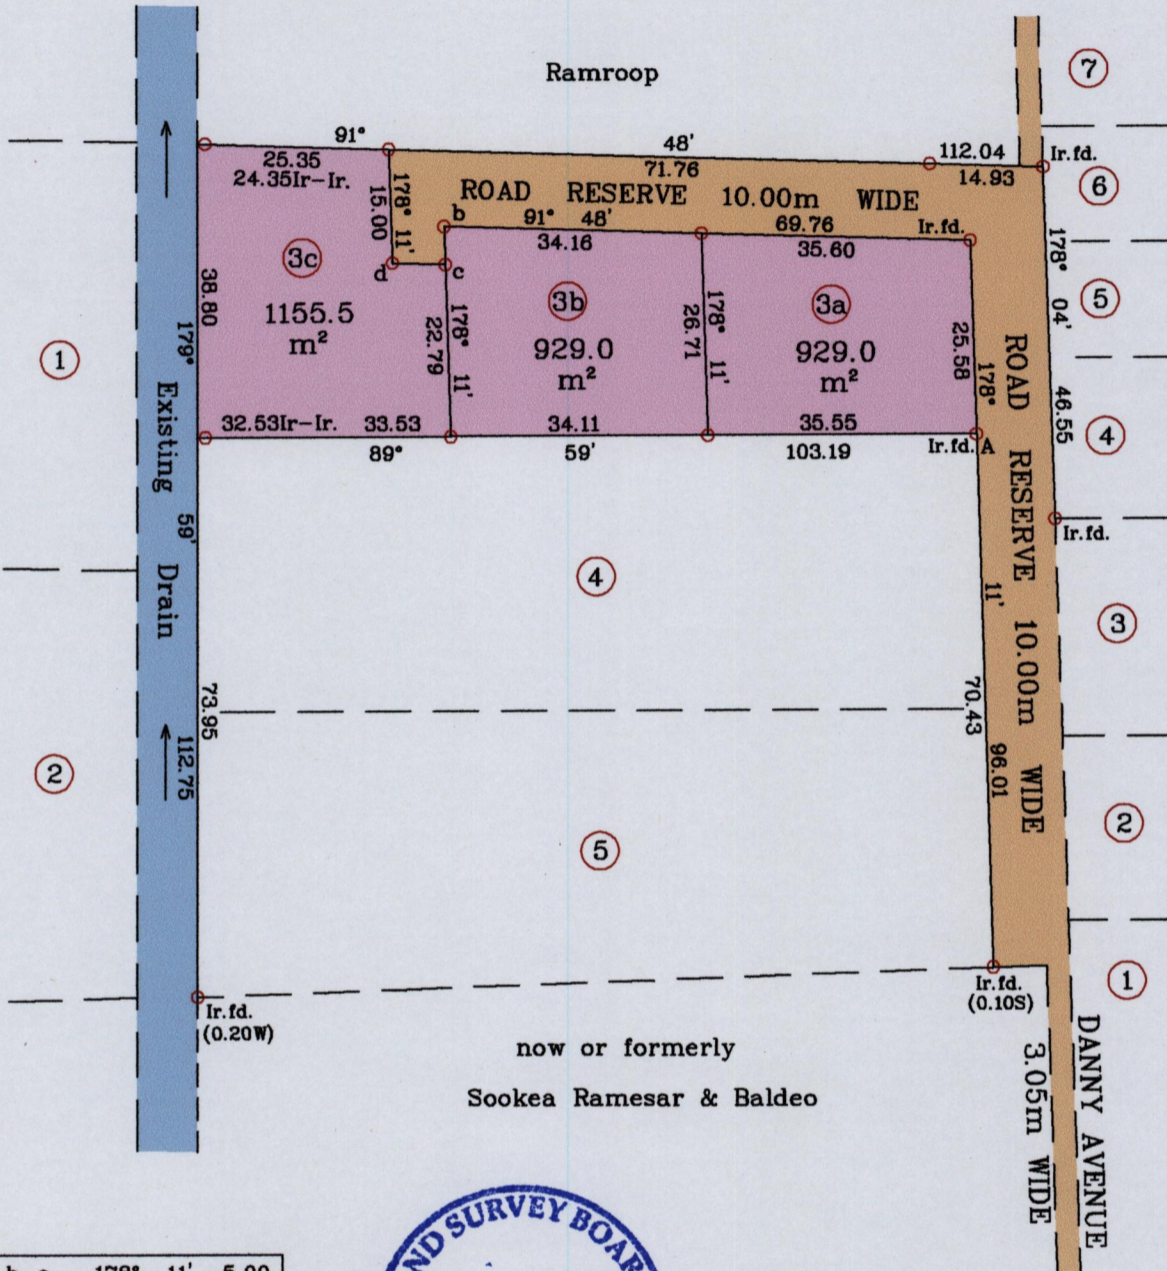 Ramroop
7
91° 48' 112.04 Ir.fd.
25.35 71.76 14.93
24.35Ir-Ir.
6
ROAD RESERVE 10.00m WIDE
178° 11'
15.00
b 91° 48' 69.76 Ir.fd.
34.16 35.60
3c
d c
1155.5
m²
38.80
179° 59'
3b
929.0
m²
178° 11'
22.79
178° 11'
26.71
3a
929.0
m²
25.58
178° 11'
178° 04'
46.55
5
1
4
32.53Ir-Ir. 33.53 34.11 35.55
89° 59' 103.19 Ir.fd. A
Existing Drain
ROAD RESERVE 10.00m WIDE
Ir.fd.
4
3
73.95
112.75
70.43
96.01
2
2
5
1
Ir.fd.
(0.20W)
Ir.fd.
(0.10S)
now or formerly
Sookea Ramesar & Baldeo
3.05m WIDE
DANNY AVENUE
SURVEY
178° 11' 5.00